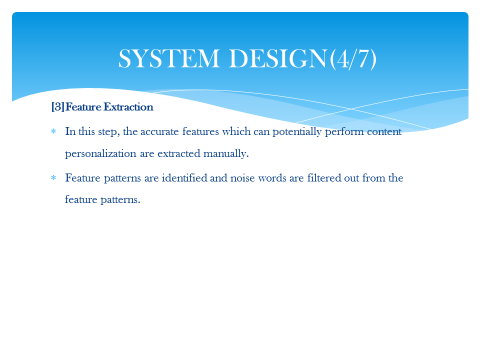 SYSTEM DESIGN(4/7)
[3]Feature Extraction
* In this step, the accurate features which can potentially perform content
personalization are extracted manually.
* Feature patterns are identified and noise words are filtered out from the
feature patterns.